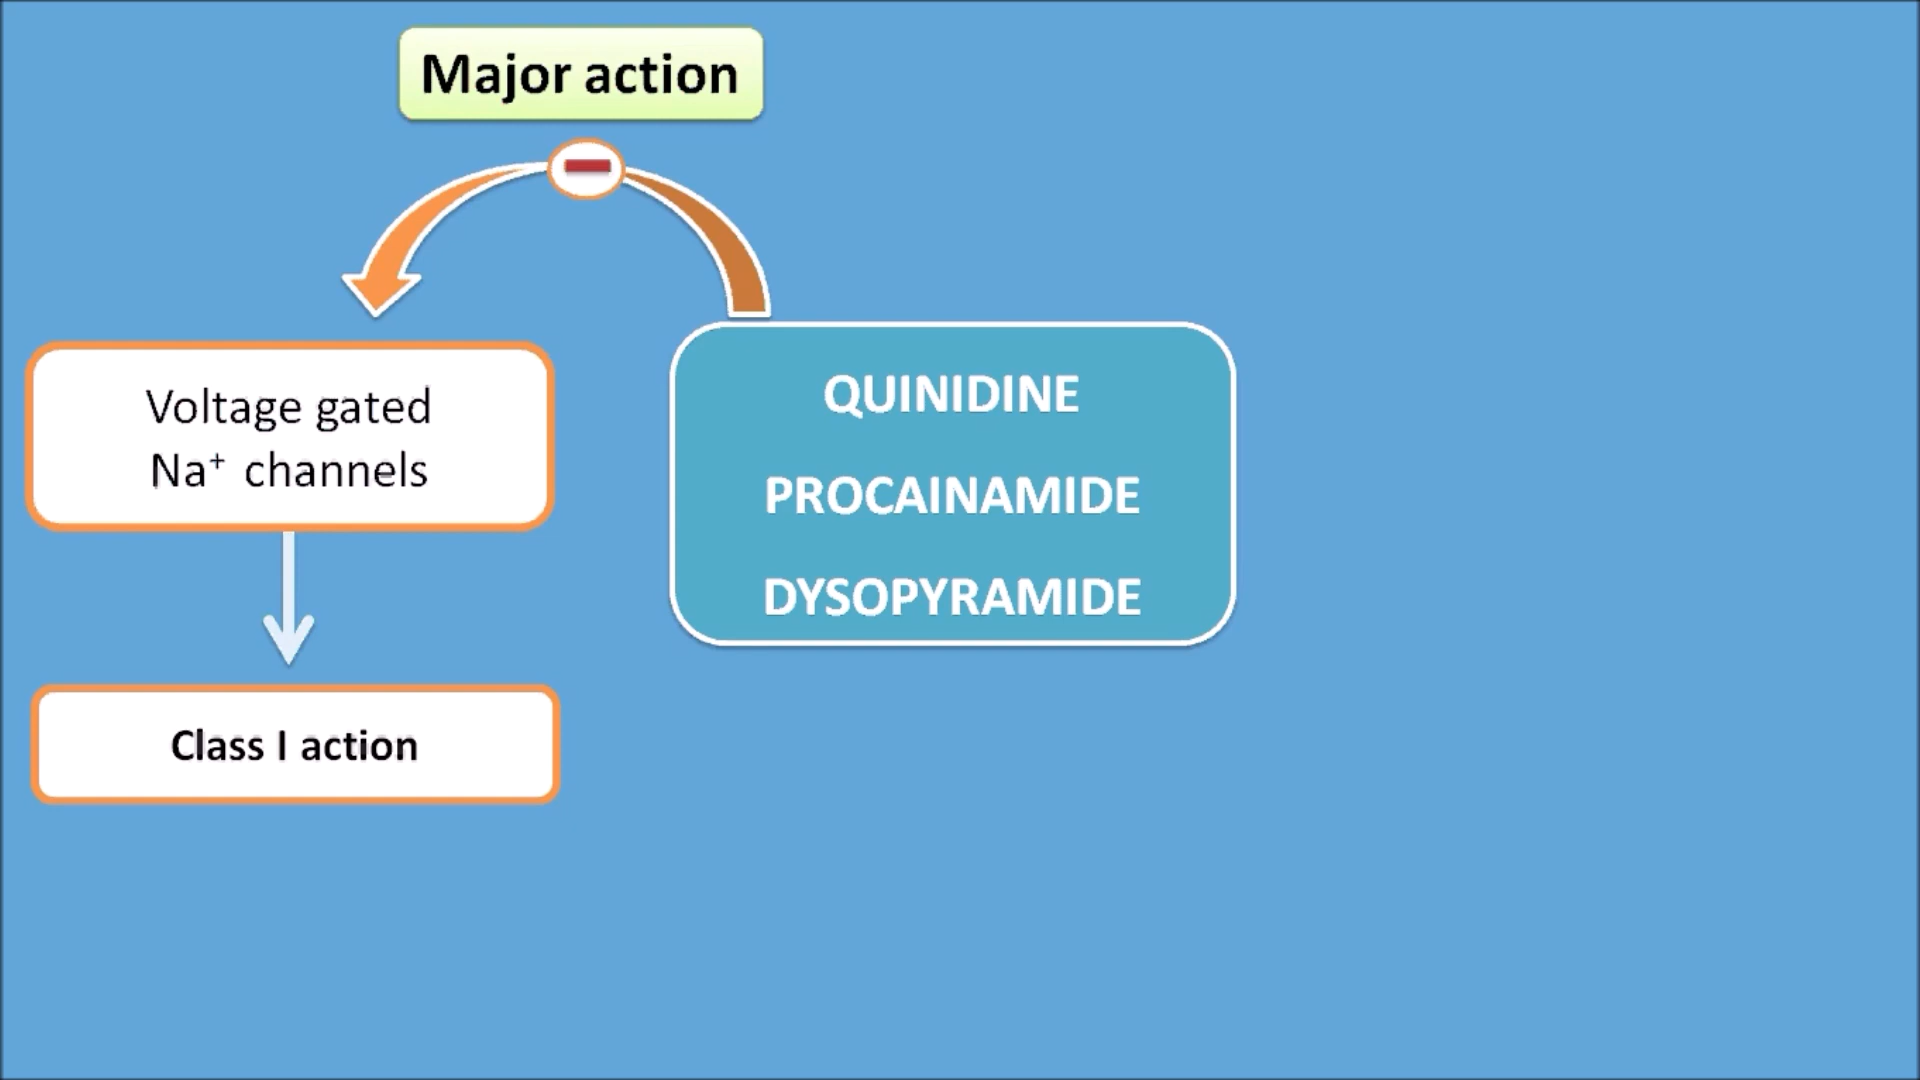 Major action
Voltage gated
Na⁺ channels
QUINIDINE
PROCAINAMIDE
DYSOPYRAMIDE
Class I action